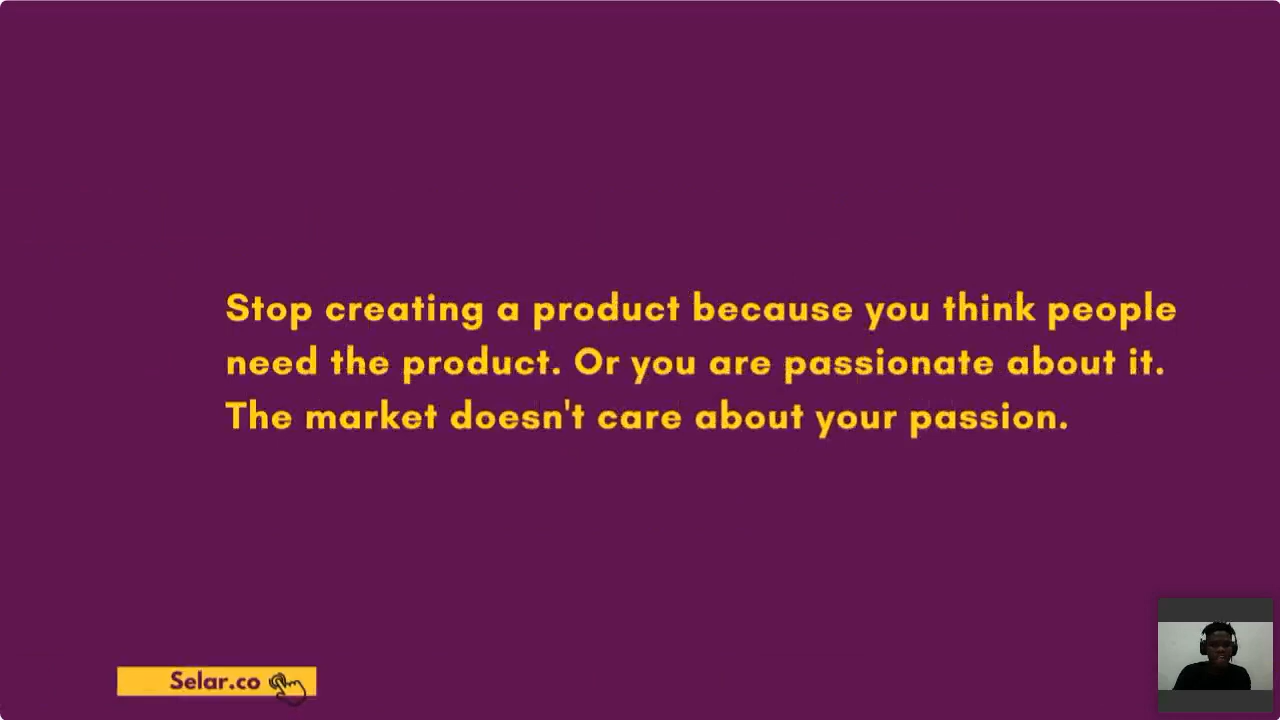 Stop creating a product because you think people
need the product. Or you are passionate about it.
The market doesn't care about your passion.
Selar.co